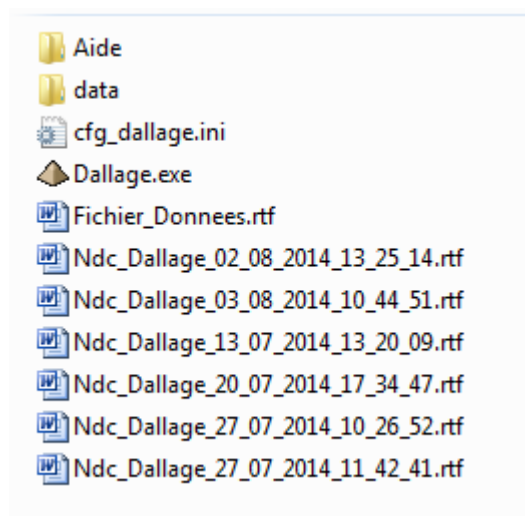 Aide
data
cfg_dallage.ini
Dallage.exe
Fichier_Donnees.rtf
Ndc_Dallage_02_08_2014_13_25_14.rtf
Ndc_Dallage_03_08_2014_10_44_51.rtf
Ndc_Dallage_13_07_2014_13_20_09.rtf
Ndc_Dallage_20_07_2014_17_34_47.rtf
Ndc_Dallage_27_07_2014_10_26_52.rtf
Ndc_Dallage_27_07_2014_11_42_41.rtf